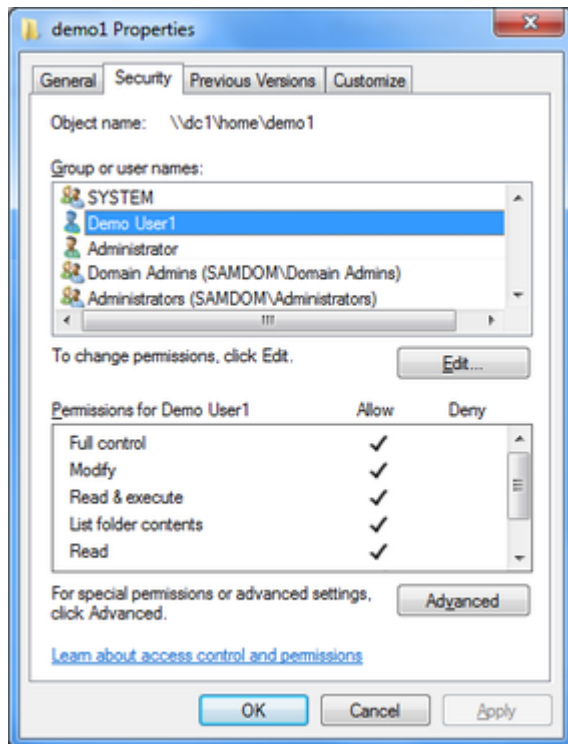 demo1 Properties
General Security Previous Versions Customize
Object name: \\dc1\home\demo1
Group or user names:
SYSTEM
Demo User1
Administrator
Domain Admins (SAMDOM\Domain Admins)
Administrators (SAMDOM\Administrators)
To change permissions, click Edit.
Edit...
Permissions for Demo User1 Allow Deny
Full control
Modify
Read & execute
List folder contents
Read
For special permissions or advanced settings, click Advanced.
Advanced
Learn about access control and permissions
OK Cancel Apply